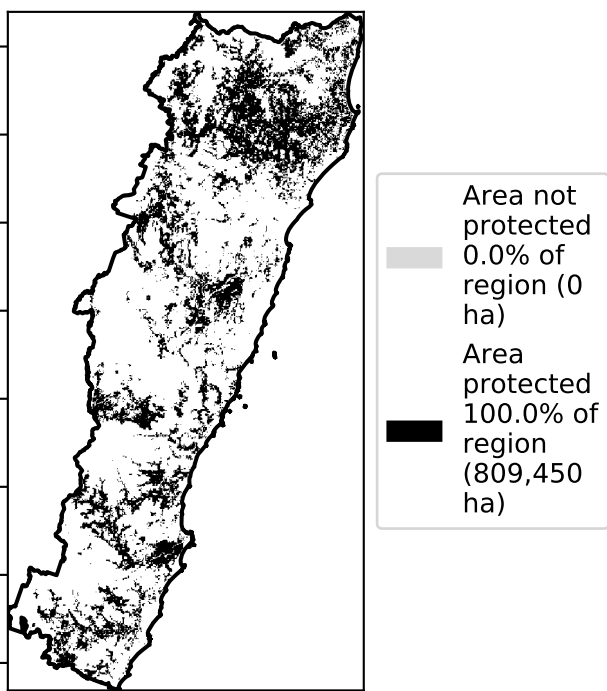 Area not
protected
0.0% of
region (0
ha)
Area
protected
100.0% of
region
(809,450
ha)